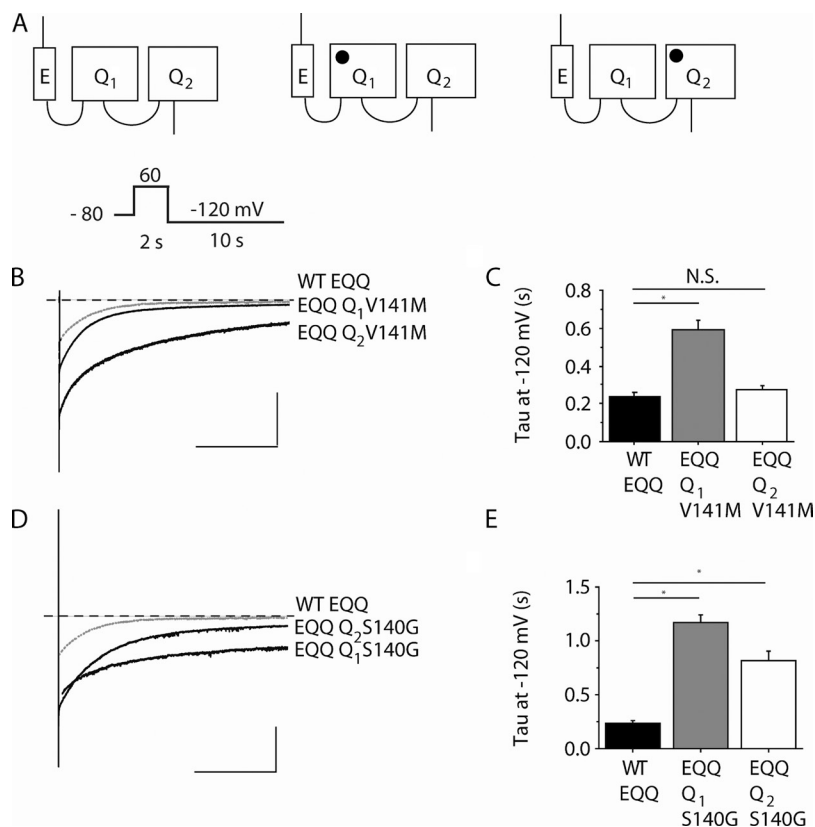 A
E Q1 Q2
E Q1 Q2
E Q1 Q2
60
- 80 -120 mV
2 s 10 s
B
WT EQQ
EQQ Q1V141M
EQQ Q2V141M
C
N.S.
*
Tau at -120 mV (s)
0.8
0.6
0.4
0.2
0.0
WT EQQ
EQQ Q1 V141M
EQQ Q2 V141M
D
WT EQQ
EQQ Q2S140G
EQQ Q1S140G
E
*
*
Tau at -120 mV (s)
1.5
1.0
0.5
0.0
WT EQQ
EQQ Q1 S140G
EQQ Q2 S140G